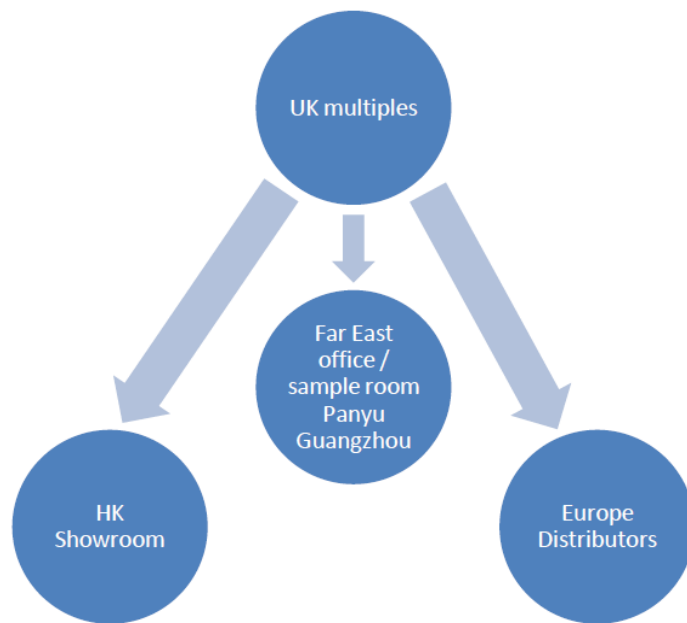 UK multiples
Far East
office /
sample room
Panyu
Guangzhou
HK
Showroom
Europe
Distributors